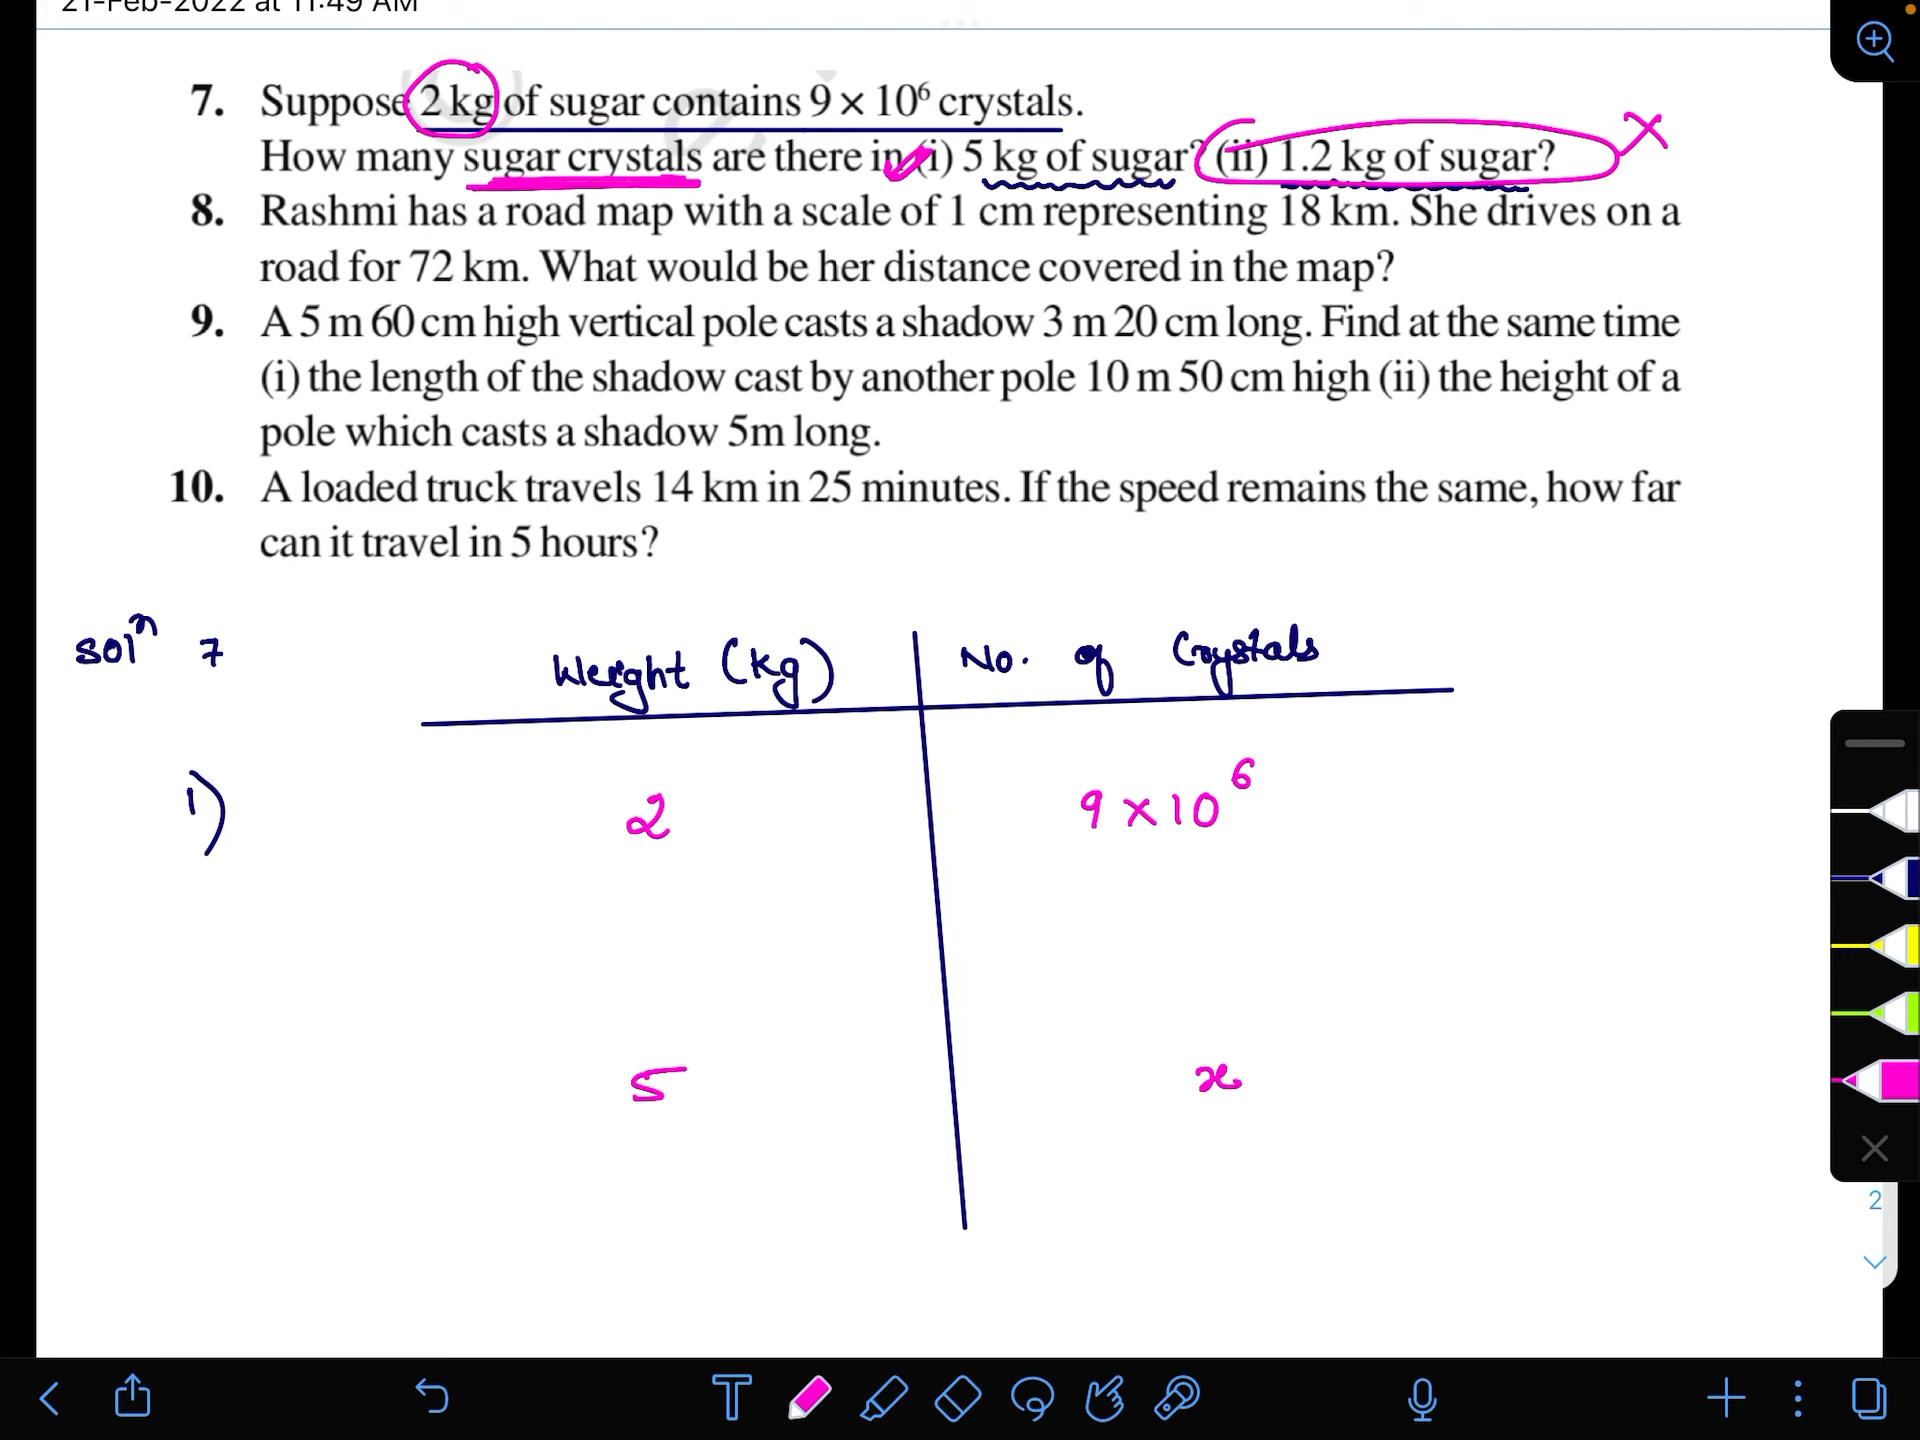 21-Feb-2022 at 11:49 AM
7. Suppose 2 kg of sugar contains 9 × 10⁶ crystals.
How many sugar crystals are there in (i) 5 kg of sugar? (ii) 1.2 kg of sugar?
8. Rashmi has a road map with a scale of 1 cm representing 18 km. She drives on a
road for 72 km. What would be her distance covered in the map?
9. A 5 m 60 cm high vertical pole casts a shadow 3 m 20 cm long. Find at the same time
(i) the length of the shadow cast by another pole 10 m 50 cm high (ii) the height of a
pole which casts a shadow 5m long.
10. A loaded truck travels 14 km in 25 minutes. If the speed remains the same, how far
can it travel in 5 hours?
solⁿ 7 Weight (kg) No. of Crystals
i) 2 9 × 10⁶
5 x
2